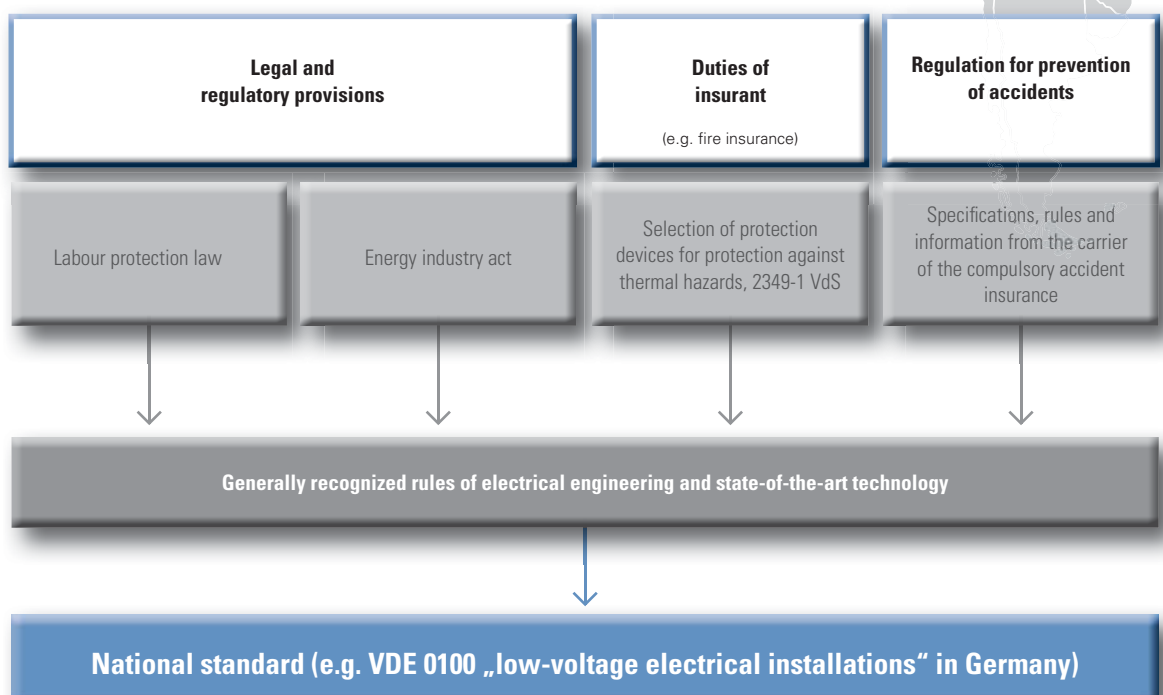 Legal and
regulatory provisions
Duties of
insurant
(e.g. fire insurance)
Regulation for prevention
of accidents
Labour protection law
Energy industry act
Selection of protection
devices for protection against
thermal hazards, 2349-1 VdS
Specifications, rules and
information from the carrier
of the compulsory accident
insurance
Generally recognized rules of electrical engineering and state-of-the-art technology
National standard (e.g. VDE 0100 „low-voltage electrical installations“ in Germany)